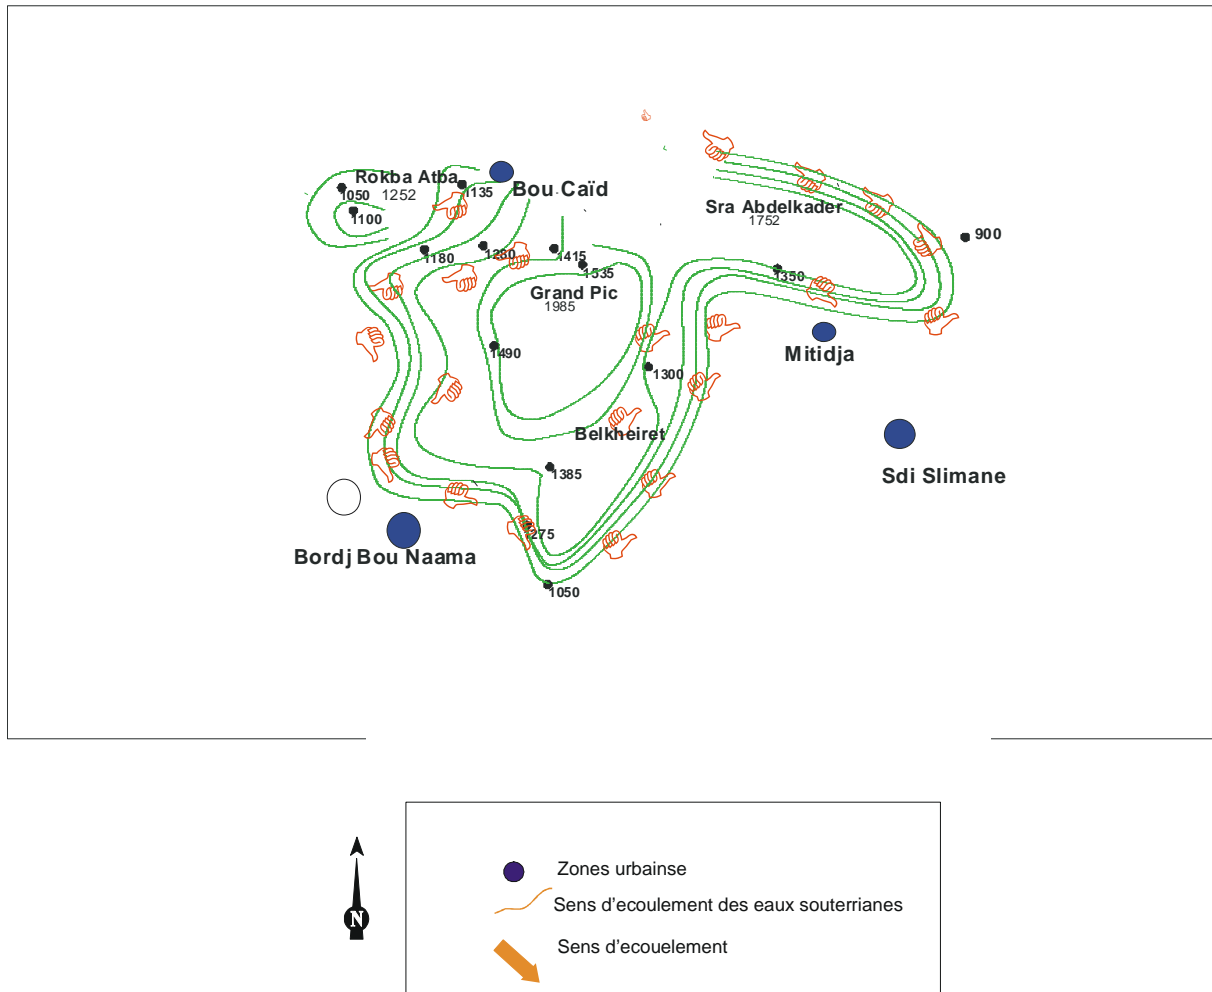 Rokba Atba
1252
1050
1100
1135
Bou Caïd
Sra Abdelkader
1752
900
1180
1280
1415
1535
1350
Grand Pic
1985
1490
Mitidja
1300
Belkheiret
1385
Sdi Slimane
275
Bordj Bou Naama
1050
N
Zones urbainse
Sens d'ecoulement des eaux souterrianes
Sens d'ecouelement